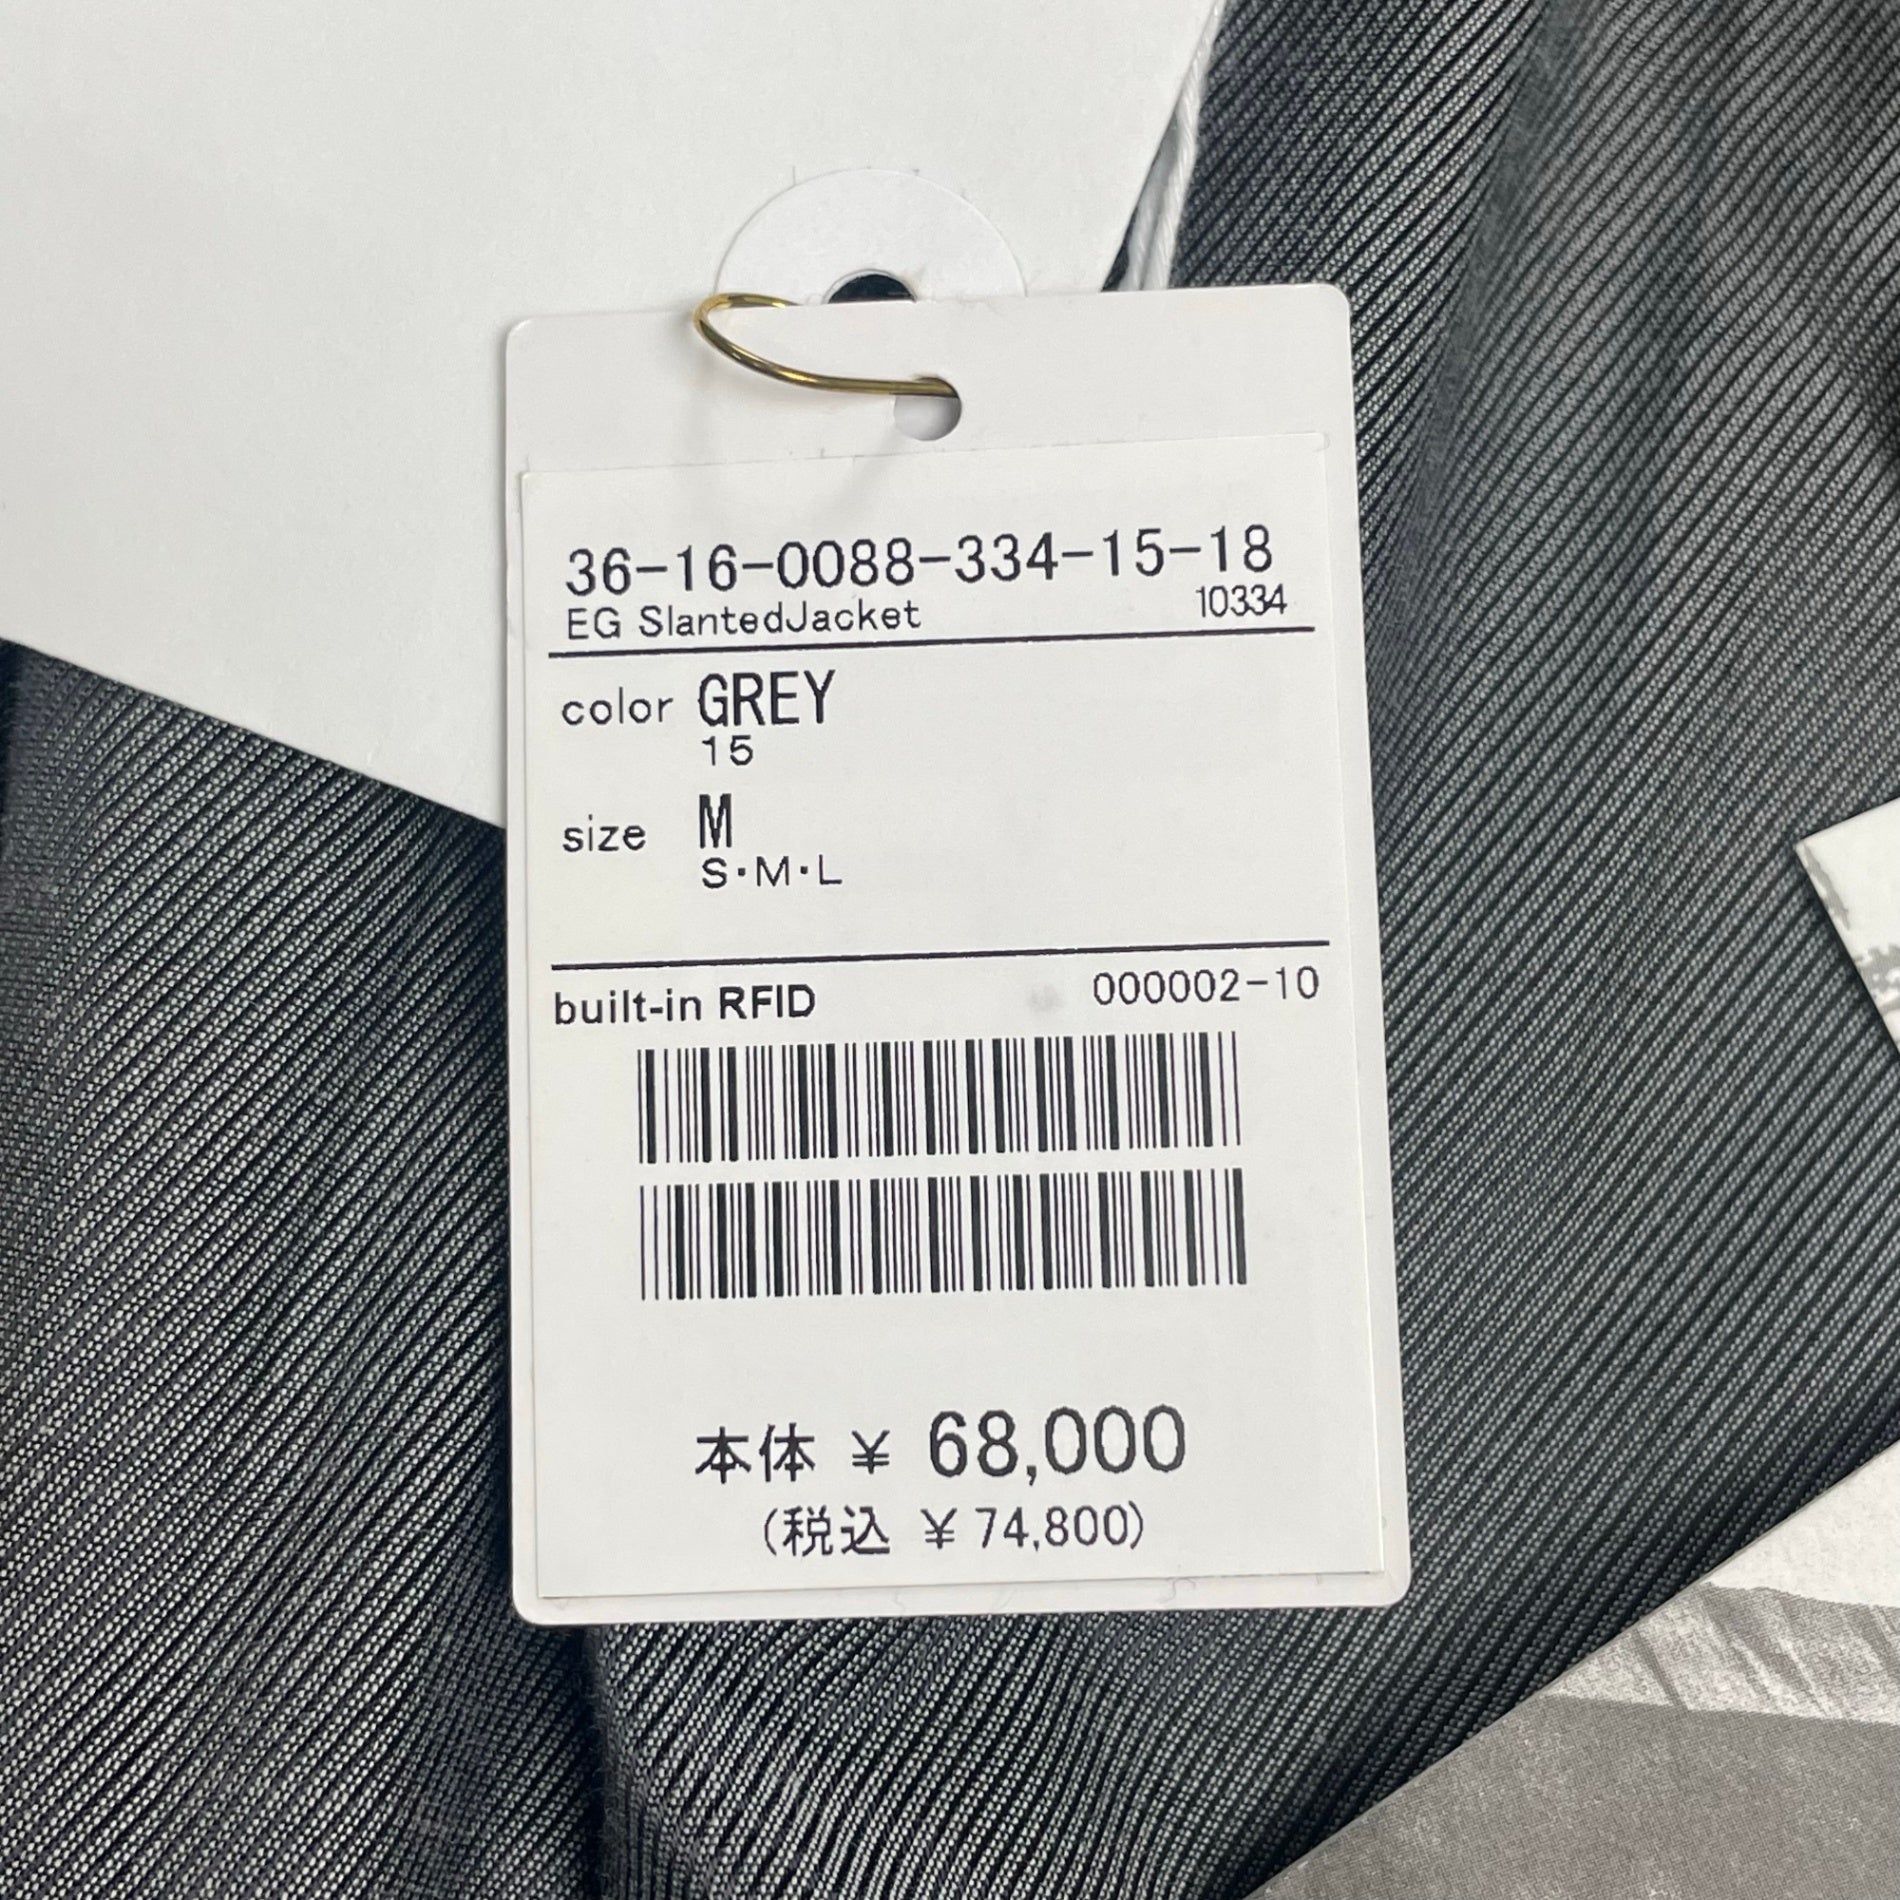 36-16-0088-334-15-18
EG SlantedJacket 10334
color GREY
15
size M
S・M・L
built-in RFID 000002-10
本体 ¥ 68,000
(税込 ¥ 74,800)